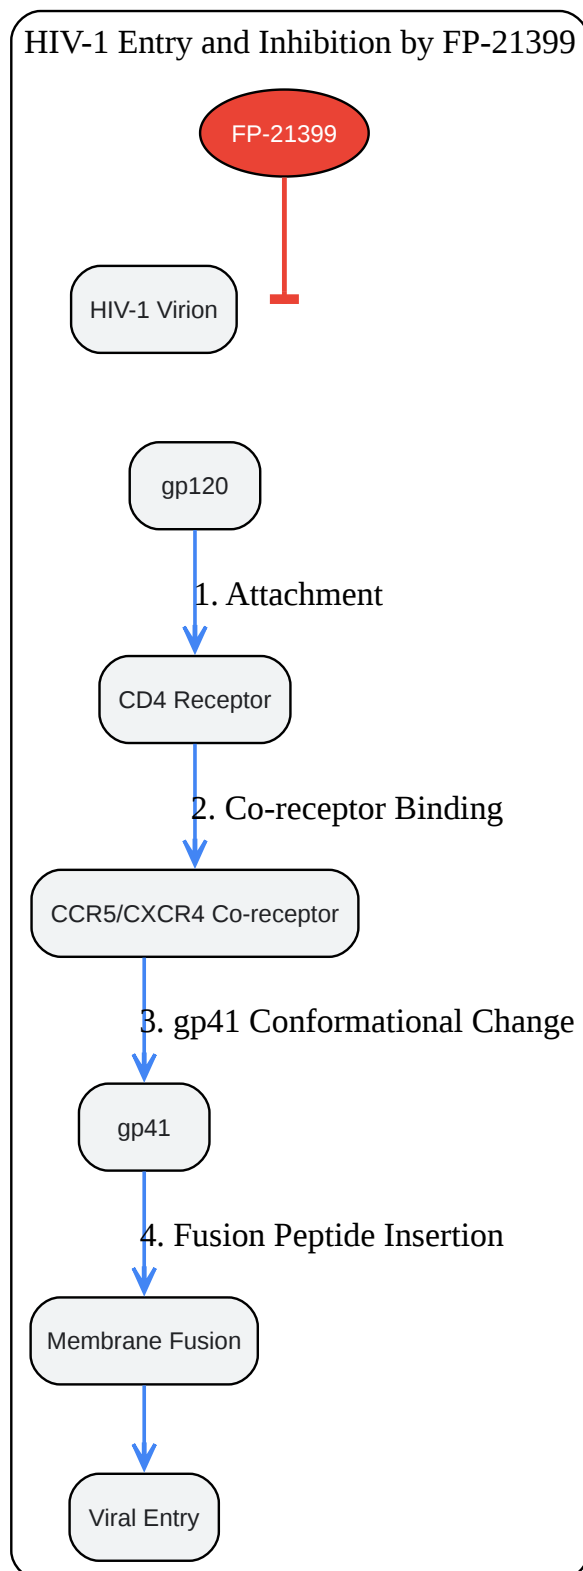 HIV-1 Entry and Inhibition by FP-21399
FP-21399
HIV-1 Virion
gp120
1. Attachment
CD4 Receptor
2. Co-receptor Binding
CCR5/CXCR4 Co-receptor
3. gp41 Conformational Change
gp41
4. Fusion Peptide Insertion
Membrane Fusion
Viral Entry